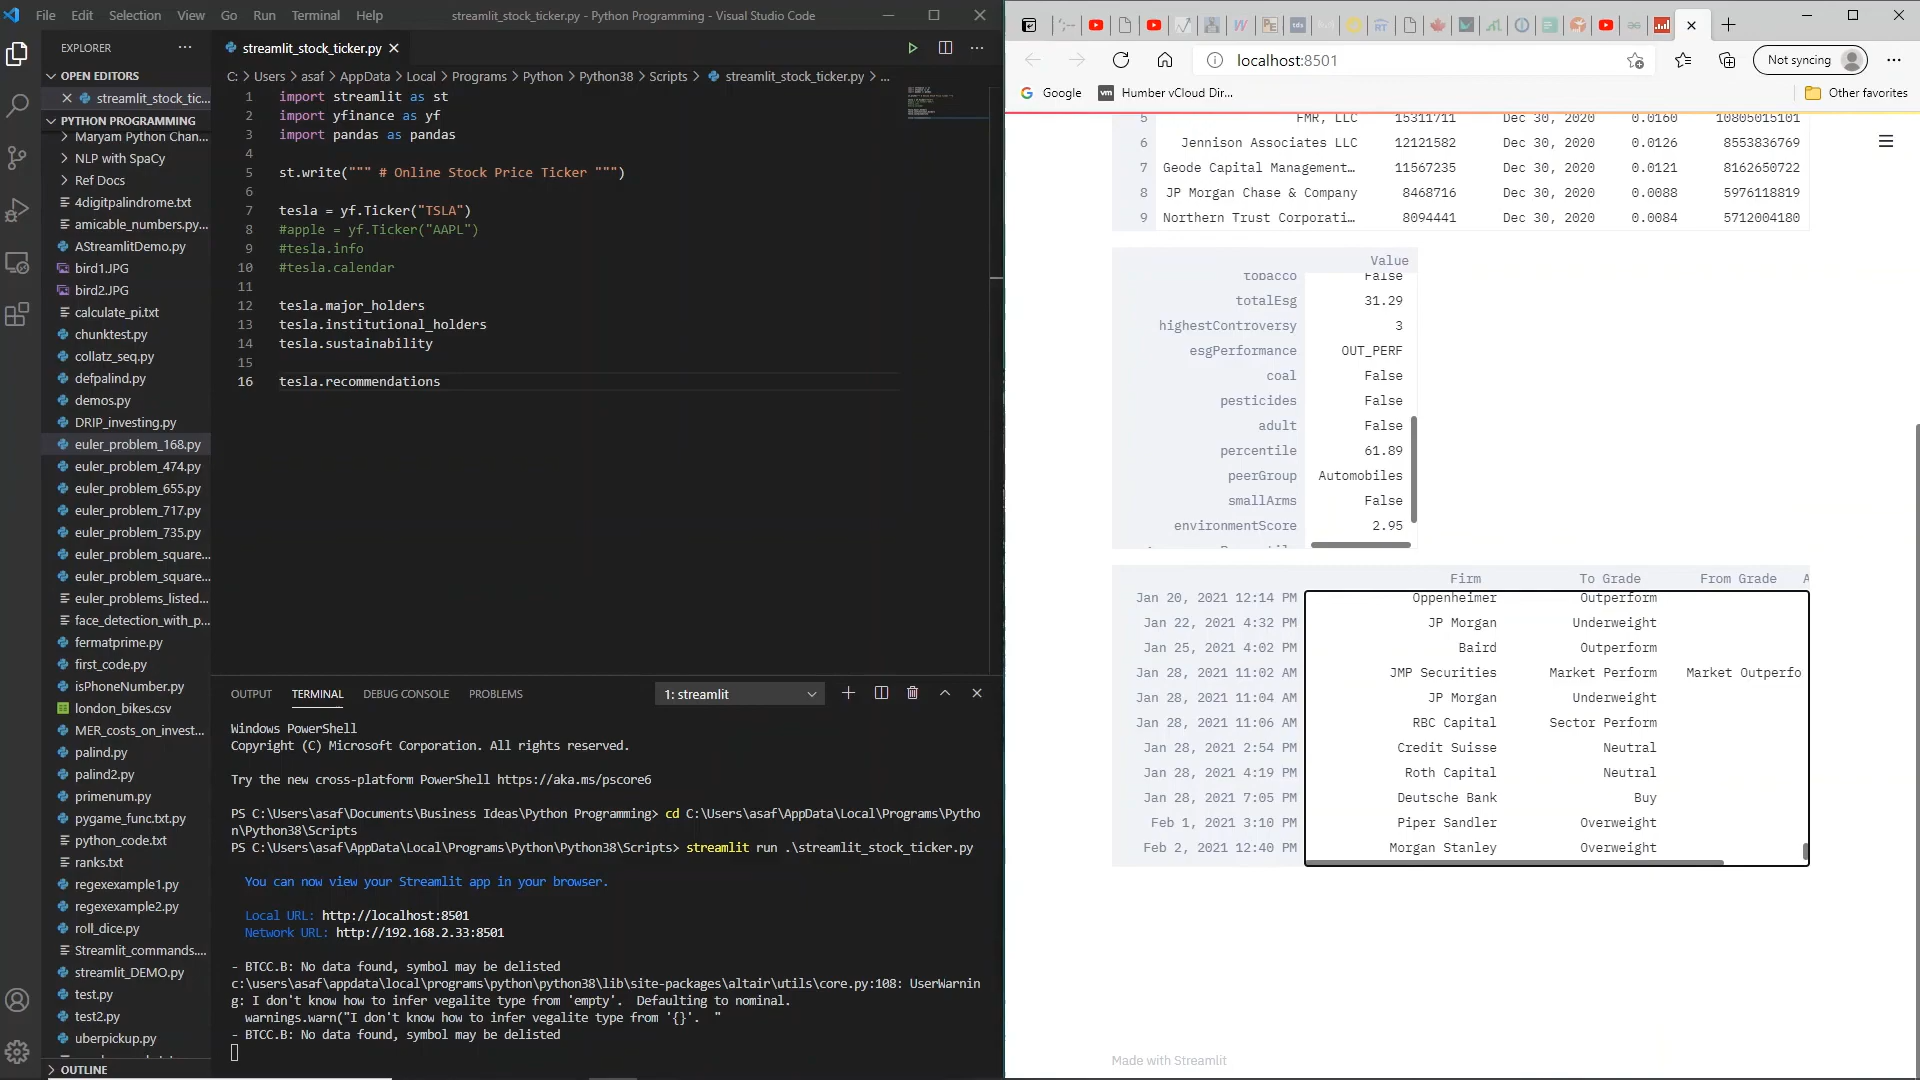 File Edit Selection View Go Run Terminal Help
streamlit_stock_ticker.py - Python Programming - Visual Studio Code
EXPLORER
OPEN EDITORS
streamlit_stock_tic...
PYTHON PROGRAMMING
Maryam Python Chan...
NLP with SpaCy
Ref Docs
4digitpalindrome.txt
amicable_numbers.py...
AStreamlitDemo.py
bird1.JPG
bird2.JPG
calculate_pi.txt
chunktest.py
collatz_seq.py
defpalind.py
demos.py
DRIP_investing.py
euler_problem_168.py
euler_problem_474.py
euler_problem_655.py
euler_problem_717.py
euler_problem_735.py
euler_problem_square...
euler_problem_square...
euler_problems_listed...
face_detection_with_p...
fermatprime.py
first_code.py
isPhoneNumber.py
london_bikes.csv
MER_costs_on_invest...
palind.py
palind2.py
primenum.py
pygame_func.txt.py
python_code.txt
ranks.txt
regexexample1.py
regexexample2.py
roll_dice.py
Streamlit_commands....
streamlit_DEMO.py
test.py
test2.py
uberpickup.py
OUTLINE
streamlit_stock_ticker.py
C: > Users > asaf > AppData > Local > Programs > Python > Python38 > Scripts > streamlit_stock_ticker.py > ...
1 import streamlit as st
2 import yfinance as yf
3 import pandas as pandas
4
5 st.write(""" # Online Stock Price Ticker """)
6
7 tesla = yf.Ticker("TSLA")
8 #apple = yf.Ticker("AAPL")
9 #tesla.info
10 #tesla.calendar
11
12 tesla.major_holders
13 tesla.institutional_holders
14 tesla.sustainability
15
16 tesla.recommendations
OUTPUT TERMINAL DEBUG CONSOLE PROBLEMS
1: streamlit
Windows PowerShell
Copyright (C) Microsoft Corporation. All rights reserved.
Try the new cross-platform PowerShell https://aka.ms/pscore6
PS C:\Users\asaf\Documents\Business Ideas\Python Programming> cd C:\Users\asaf\AppData\Local\Programs\Pytho
n\Python38\Scripts
PS C:\Users\asaf\AppData\Local\Programs\Python\Python38\Scripts> streamlit run .\streamlit_stock_ticker.py
You can now view your Streamlit app in your browser.
Local URL: http://localhost:8501
Network URL: http://192.168.2.33:8501
- BTCC.B: No data found, symbol may be delisted
c:\users\asaf\appdata\local\programs\python\python38\lib\site-packages\altair\utils\core.py:108: UserWarnin
g: I don't know how to infer vegalite type from 'empty'.  Defaulting to nominal.
warnings.warn("I don't know how to infer vegalite type from '{}'.  "
- BTCC.B: No data found, symbol may be delisted
localhost:8501
Not syncing
Google
Humber vCloud Dir...
Other favorites
5 FMR, LLC 15311711 Dec 30, 2020 0.0160 10805015101
6 Jennison Associates LLC 12121582 Dec 30, 2020 0.0126 8553836769
7 Geode Capital Management… 11567235 Dec 30, 2020 0.0121 8162650722
8 JP Morgan Chase & Company 8468716 Dec 30, 2020 0.0088 5976118819
9 Northern Trust Corporati… 8094441 Dec 30, 2020 0.0084 5712004180
Value
tobacco False
totalEsg 31.29
highestControversy 3
esgPerformance OUT_PERF
coal False
pesticides False
adult False
percentile 61.89
peerGroup Automobiles
smallArms False
environmentScore 2.95
Firm To Grade From Grade A
Jan 20, 2021 12:14 PM Oppenheimer Outperform
Jan 22, 2021 4:32 PM JP Morgan Underweight
Jan 25, 2021 4:02 PM Baird Outperform
Jan 28, 2021 11:02 AM JMP Securities Market Perform Market Outperfo
Jan 28, 2021 11:04 AM JP Morgan Underweight
Jan 28, 2021 11:06 AM RBC Capital Sector Perform
Jan 28, 2021 2:54 PM Credit Suisse Neutral
Jan 28, 2021 4:19 PM Roth Capital Neutral
Jan 28, 2021 7:05 PM Deutsche Bank Buy
Feb 1, 2021 3:10 PM Piper Sandler Overweight
Feb 2, 2021 12:40 PM Morgan Stanley Overweight
Made with Streamlit